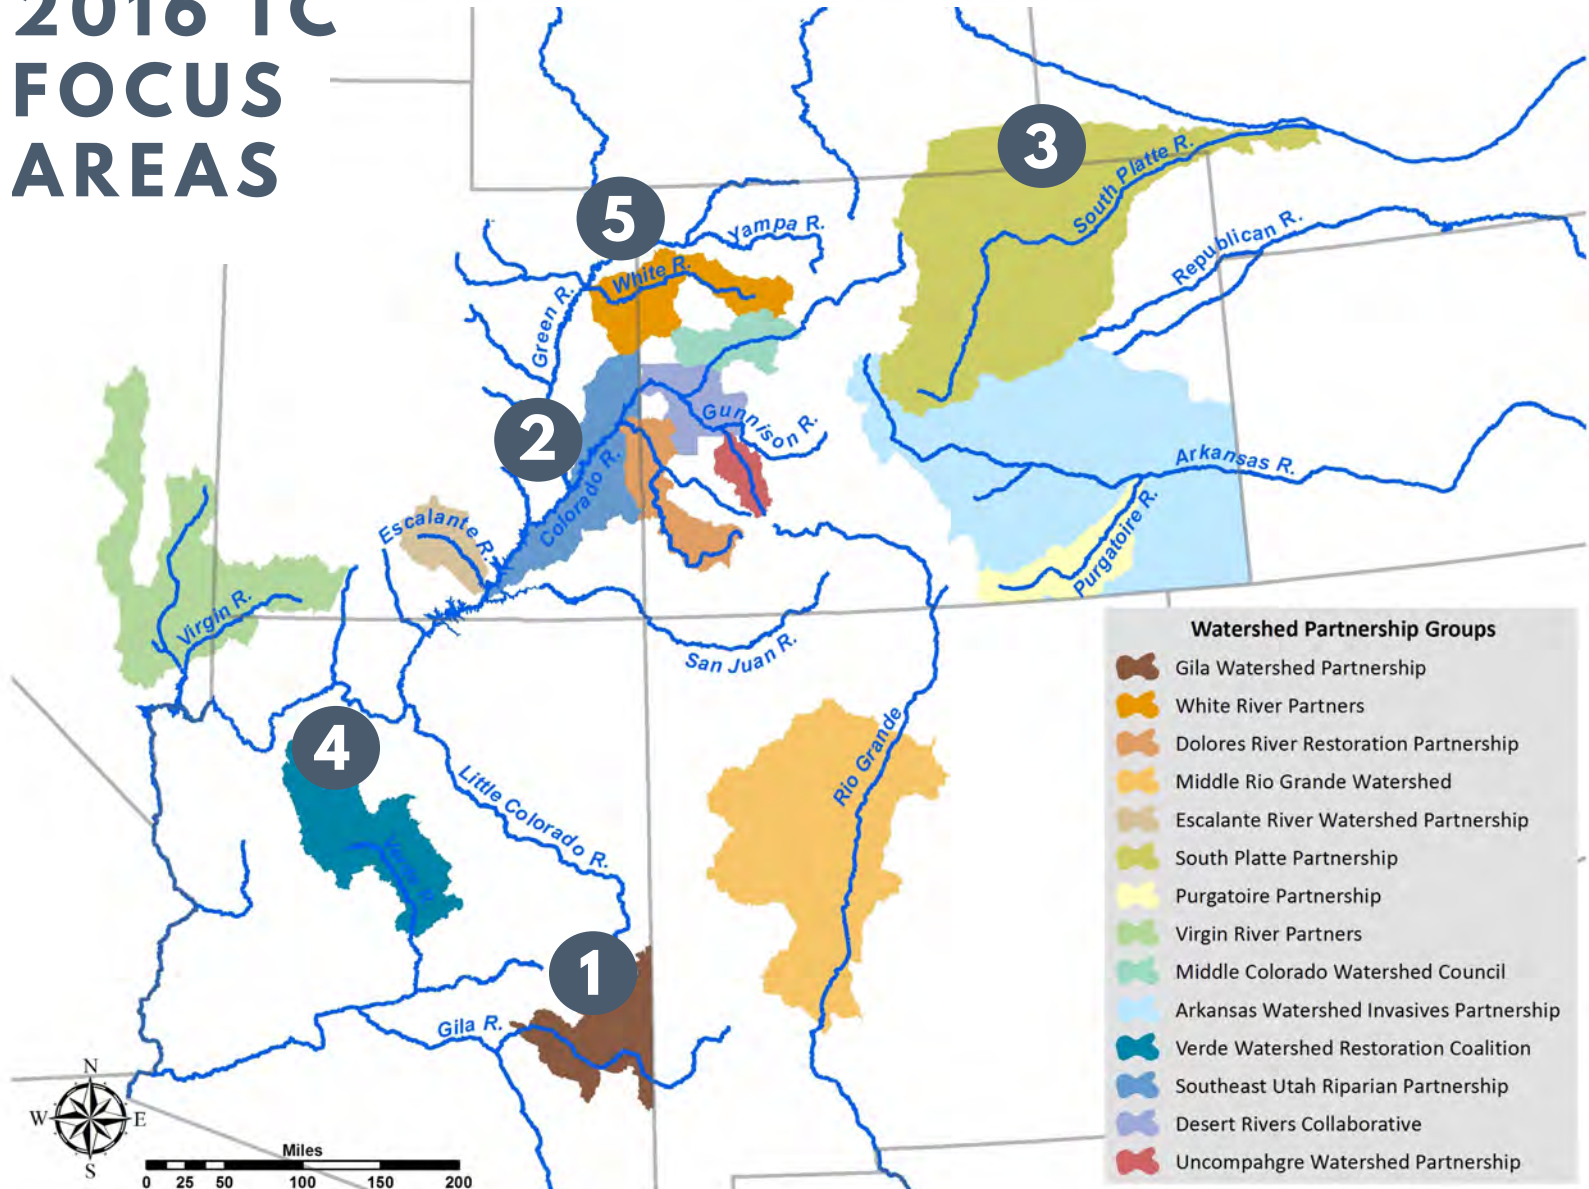 2016 TC
FOCUS
AREAS
3
South Platte R.
5
Yampa R.
Republican R.
White R.
Green R.
2
Gunnison R.
Colorado R.
Arkansas R.
Escalante R.
Purgatoire R.
Virgin R.
San Juan R.
4
Rio Grande
Little Colorado R.
Verde R.
1
Gila R.
Watershed Partnership Groups
Gila Watershed Partnership
White River Partners
Dolores River Restoration Partnership
Middle Rio Grande Watershed
Escalante River Watershed Partnership
South Platte Partnership
Purgatoire Partnership
Virgin River Partners
Middle Colorado Watershed Council
Arkansas Watershed Invasives Partnership
Verde Watershed Restoration Coalition
Southeast Utah Riparian Partnership
Desert Rivers Collaborative
Uncompahgre Watershed Partnership
N
W E
S
Miles
0 25 50 100 150 200